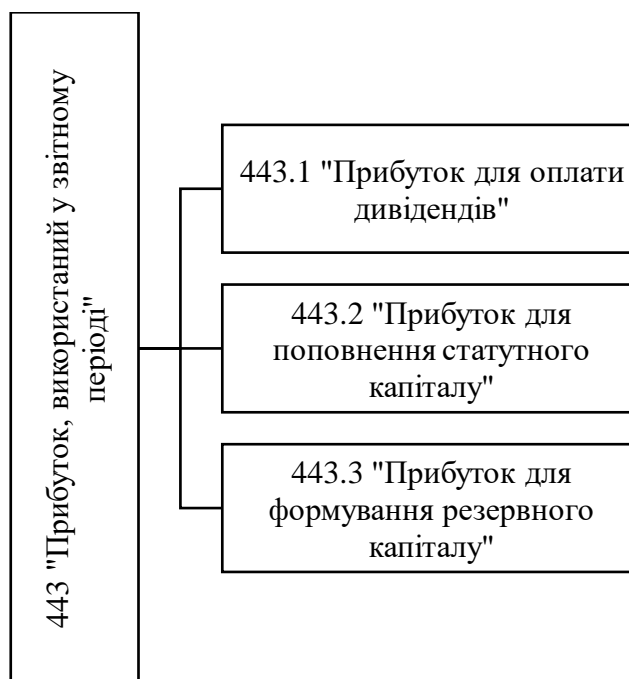 443 "Прибуток, використаний у звітному
періоді"
443.1 "Прибуток для оплати
дивідендів"
443.2 "Прибуток для
поповнення статутного
капіталу"
443.3 "Прибуток для
формування резервного
капіталу"